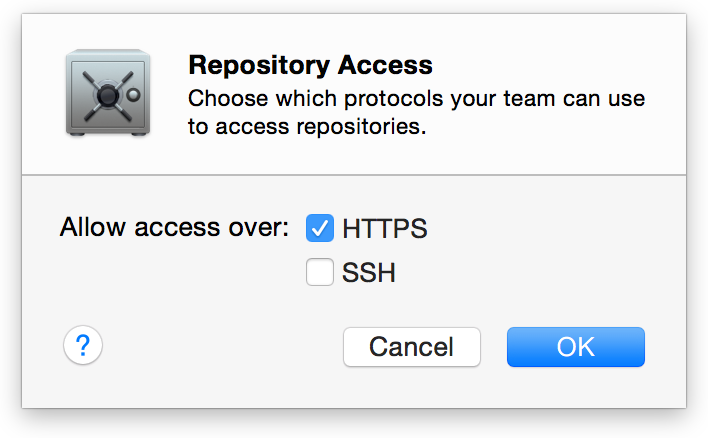 Repository Access
Choose which protocols your team can use
to access repositories.
Allow access over: HTTPS
SSH
? Cancel OK